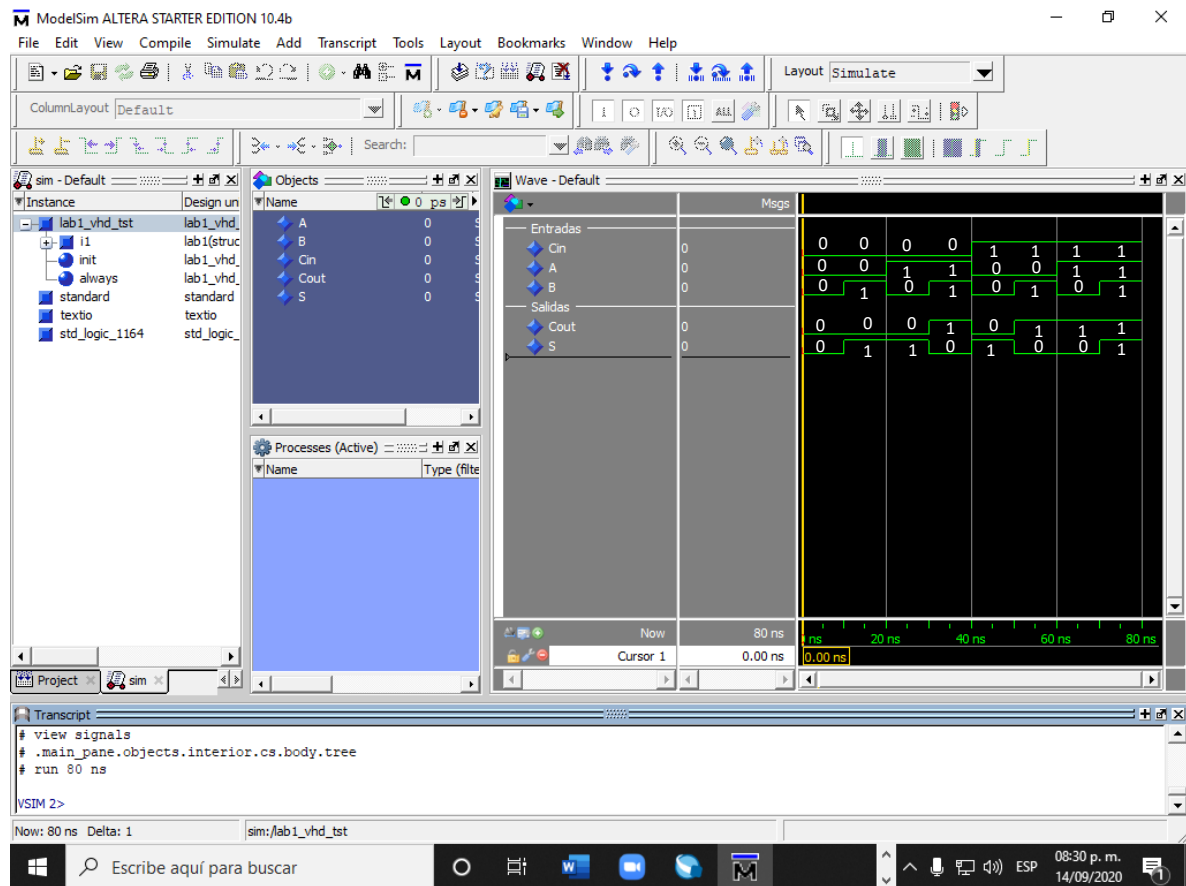 ModelSim ALTERA STARTER EDITION 10.4b
File Edit View Compile Simulate Add Transcript Tools Layout Bookmarks Window Help
Layout Simulate
ColumnLayout Default
Search:
sim - Default
Instance Design un
lab1_vhd_tst lab1_vhd_
i1 lab1(struc
init lab1_vhd_
always lab1_vhd_
standard standard
textio textio
std_logic_1164 std_logic_
Project sim
Objects
Name 0 ps
A 0 S
B 0 S
Cin 0 S
Cout 0 S
S 0 S
Processes (Active)
Name Type (filte
Wave - Default
Msgs
Entradas
Cin 0 0 0 0 0 1 1 1 1
A 0 0 0 1 1 0 0 1 1
B 0 0 1 0 1 0 1 0 1
Salidas
Cout 0 0 0 0 1 0 1 1 1
S 0 0 1 1 0 1 0 0 1
Now 80 ns ns 20 ns 40 ns 60 ns 80 ns
Cursor 1 0.00 ns 0.00 ns
Transcript
# view signals
# .main_pane.objects.interior.cs.body.tree
# run 80 ns
VSIM 2>
Now: 80 ns Delta: 1 sim:/lab1_vhd_tst
Escribe aquí para buscar
ESP
08:30 p. m.
14/09/2020
1